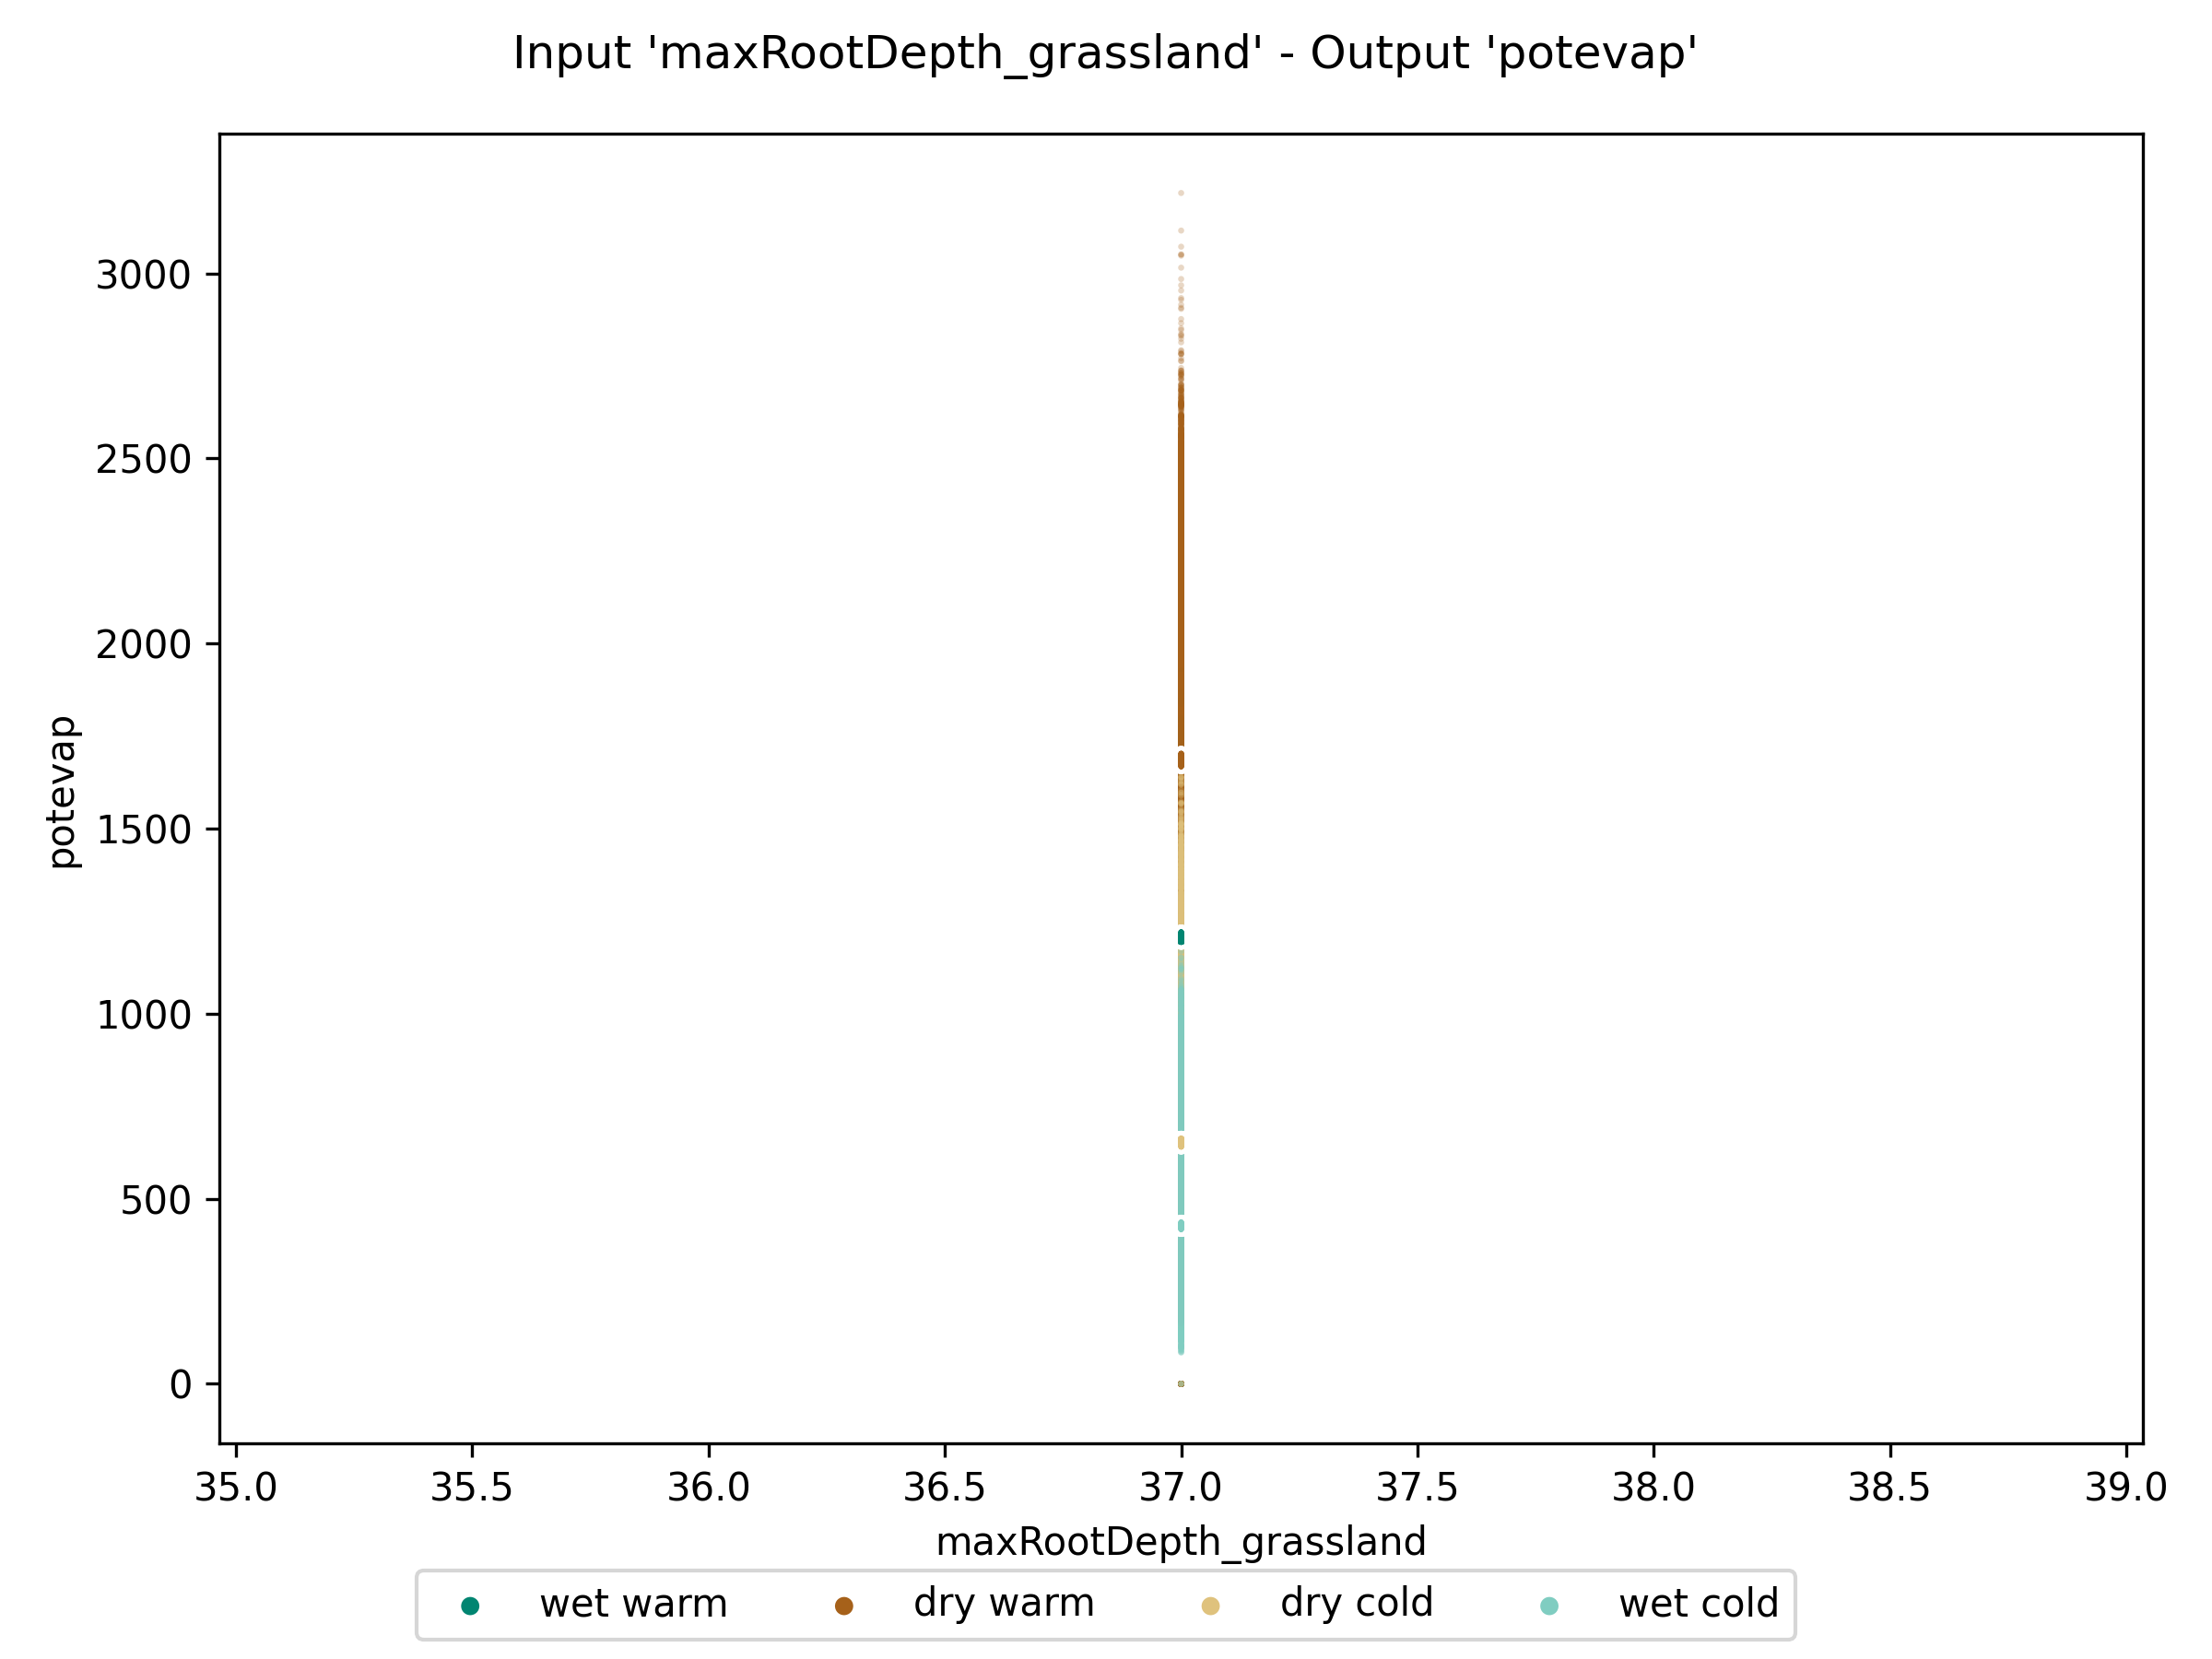 Input 'maxRootDepth_grassland' - Output 'potevap'
potevap
3000
2500
2000
1500
1000
500
0
35.0 35.5 36.0 36.5 37.0 37.5 38.0 38.5 39.0
maxRootDepth_grassland
wet warm dry warm dry cold wet cold